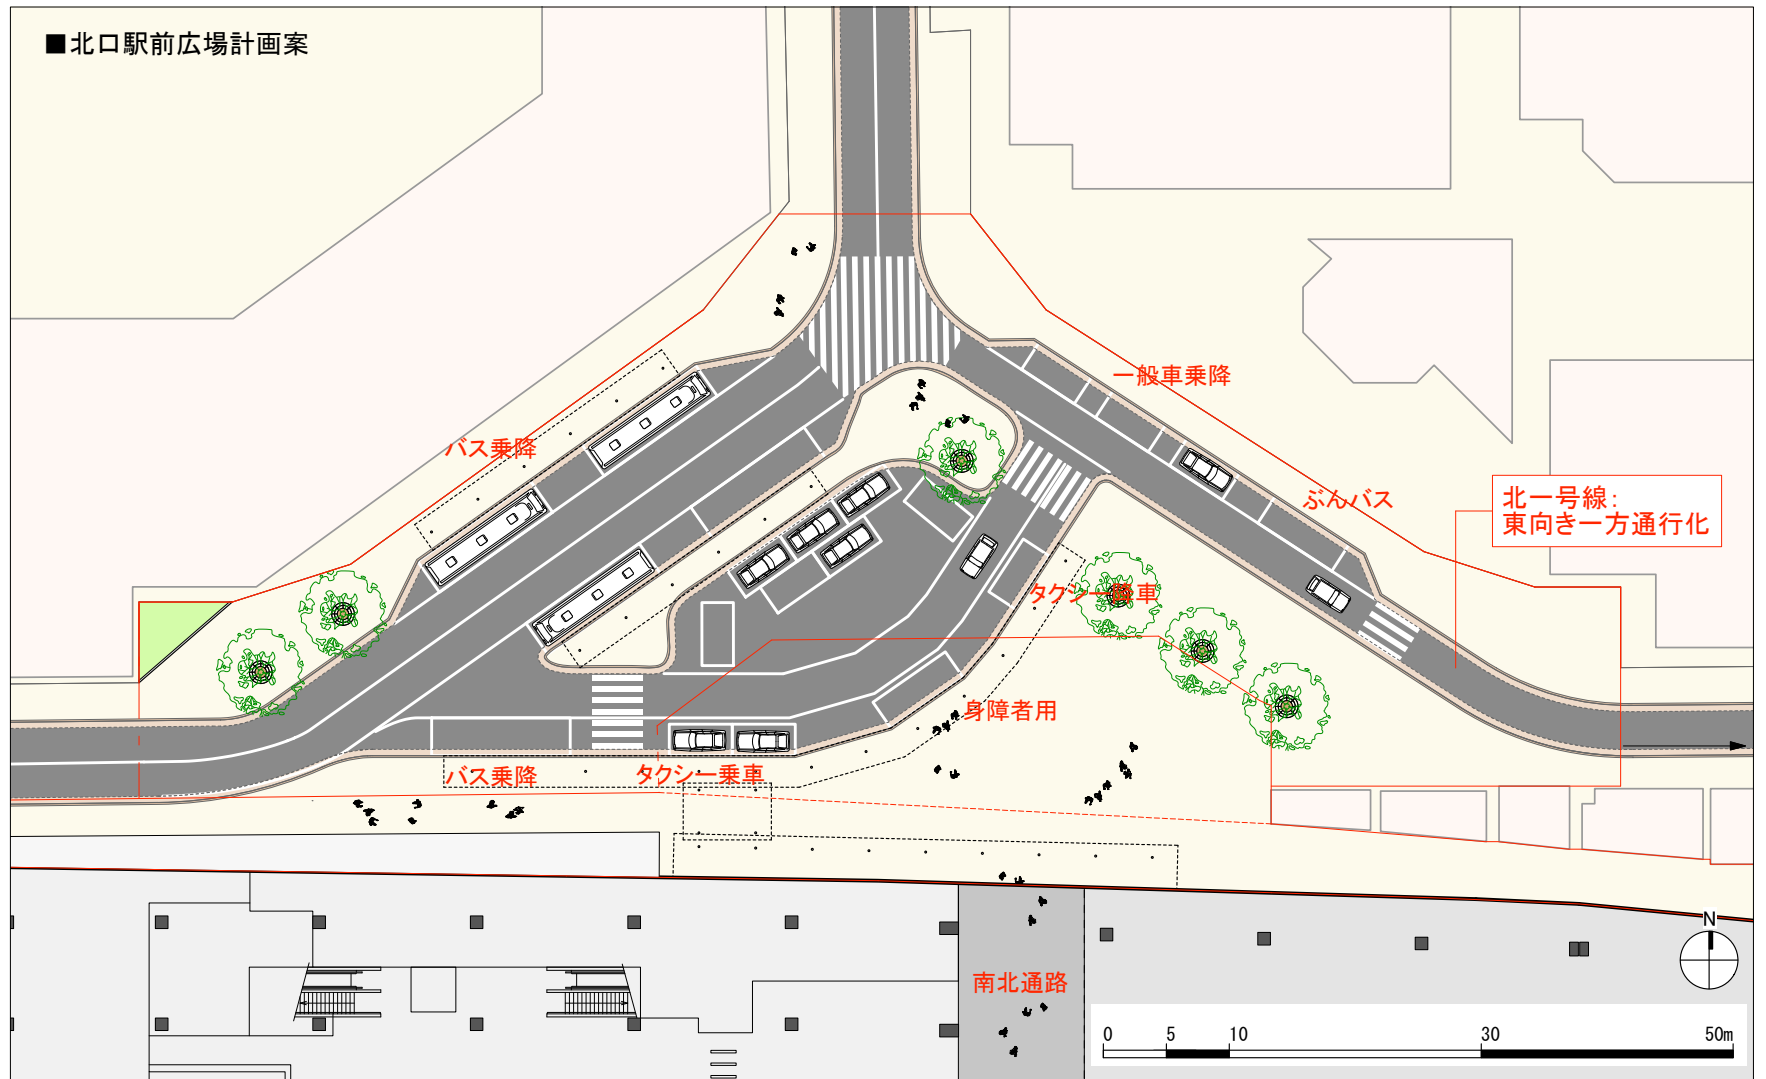 ■北口駅前広場計画案
一般車乗降
バス乗降
ぶんバス
北一号線:
東向き一方通行化
タクシー降車
身障者用
バス乗降
タクシー乗車
南北通路
N
0 5 10 30 50m